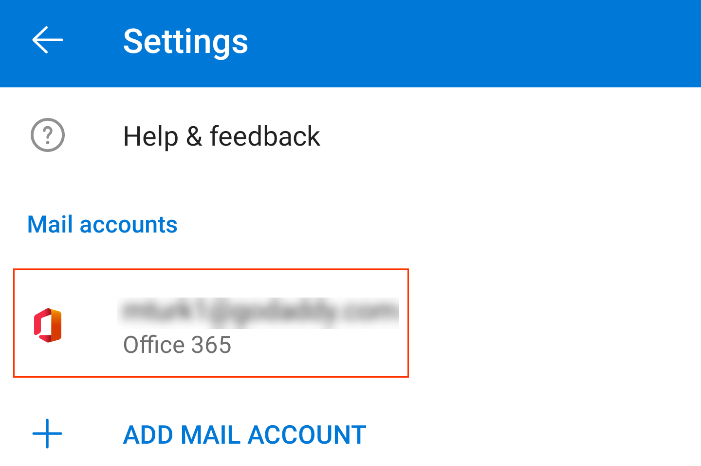 Settings
Help & feedback
Mail accounts
Office 365
ADD MAIL ACCOUNT